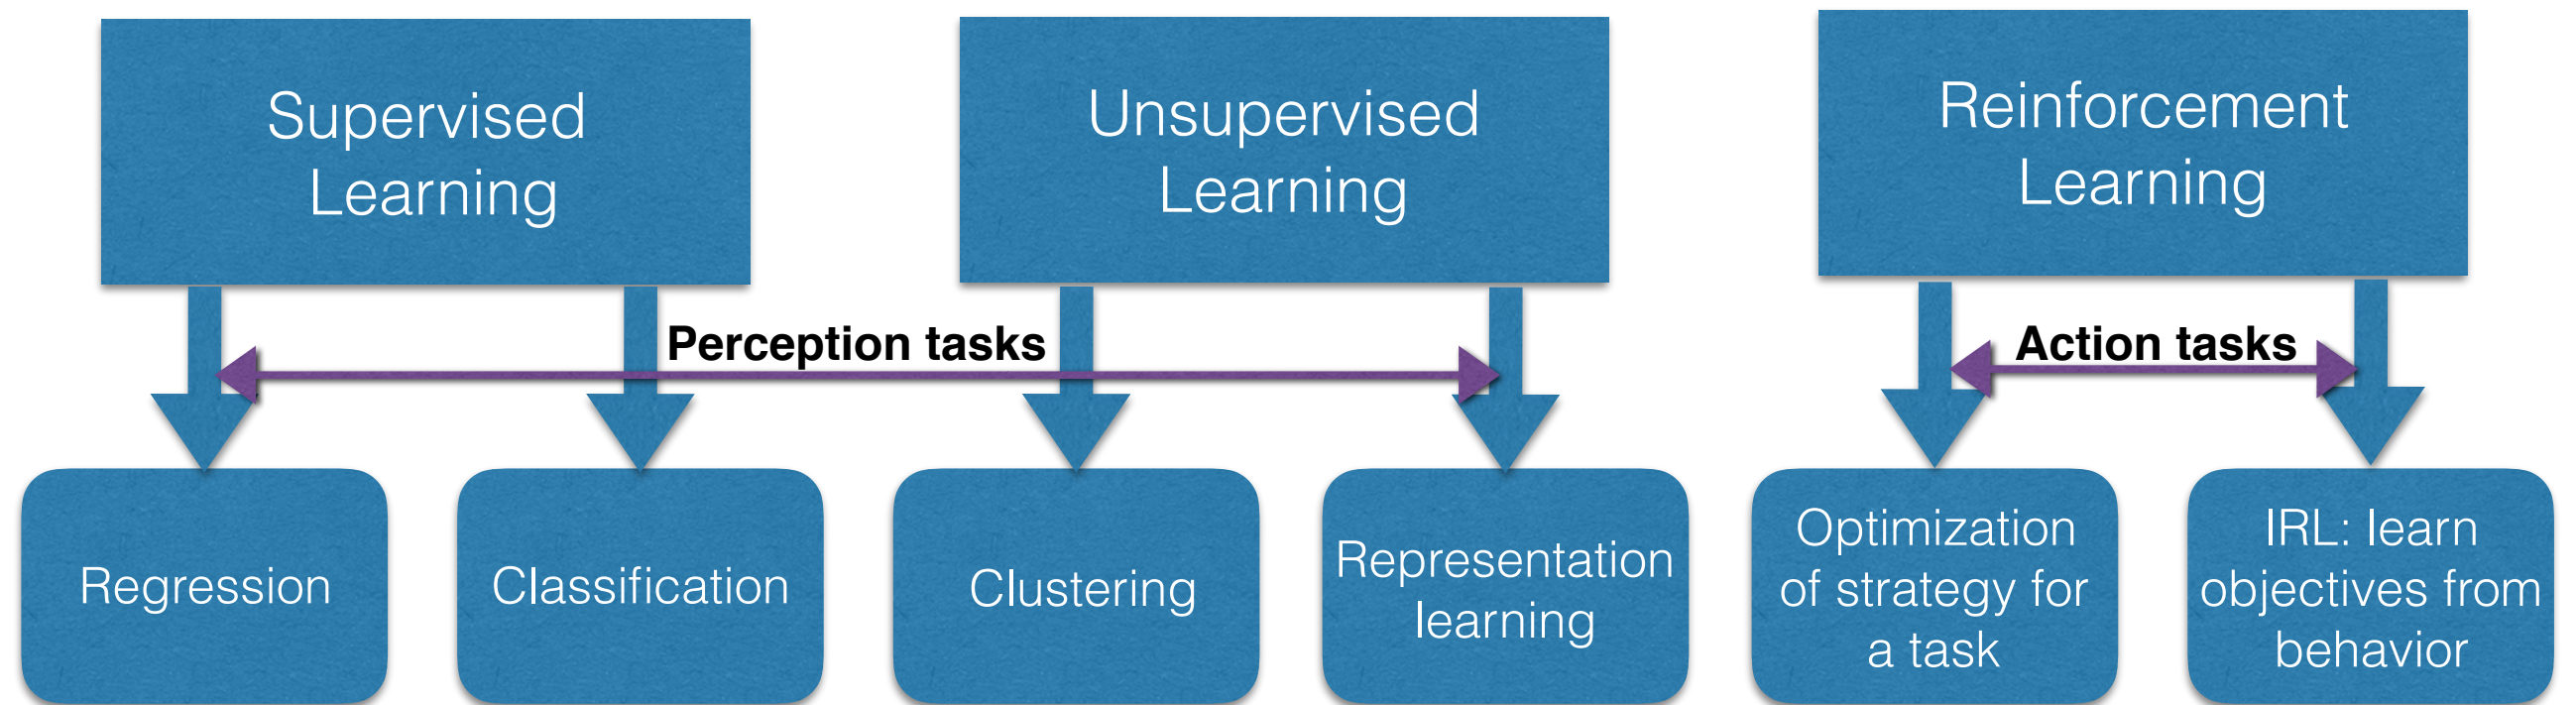 Supervised
Learning
Unsupervised
Learning
Reinforcement
Learning
Perception tasks
Action tasks
Regression
Classification
Clustering
Representation
learning
Optimization
of strategy for
a task
IRL: learn
objectives from
behavior